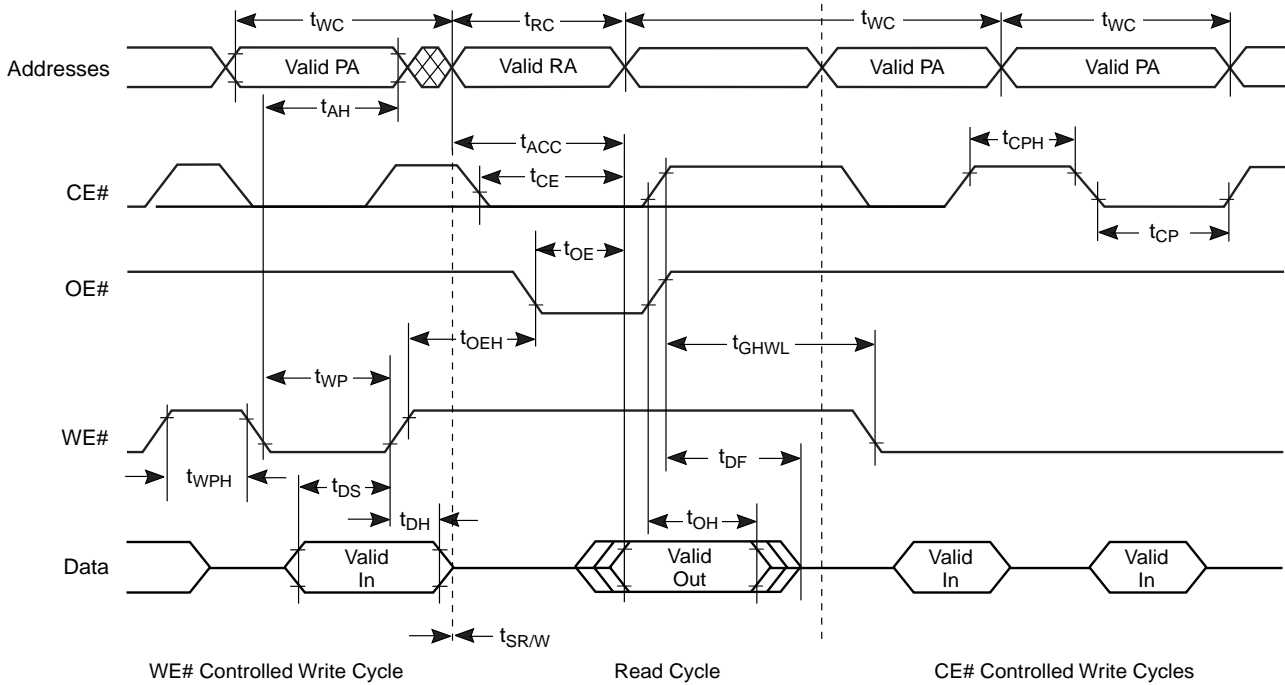 tWC
tRC
tWC
tWC
Addresses
Valid PA
Valid RA
Valid PA
Valid PA
tAH
tACC
tCPH
CE#
tCE
tCP
tOE
OE#
tOEH
tGHWL
tWP
WE#
tWPH
tDS
tDF
tDH
tOH
Data
Valid
In
Valid
Out
Valid
In
Valid
In
tSR/W
WE# Controlled Write Cycle
Read Cycle
CE# Controlled Write Cycles